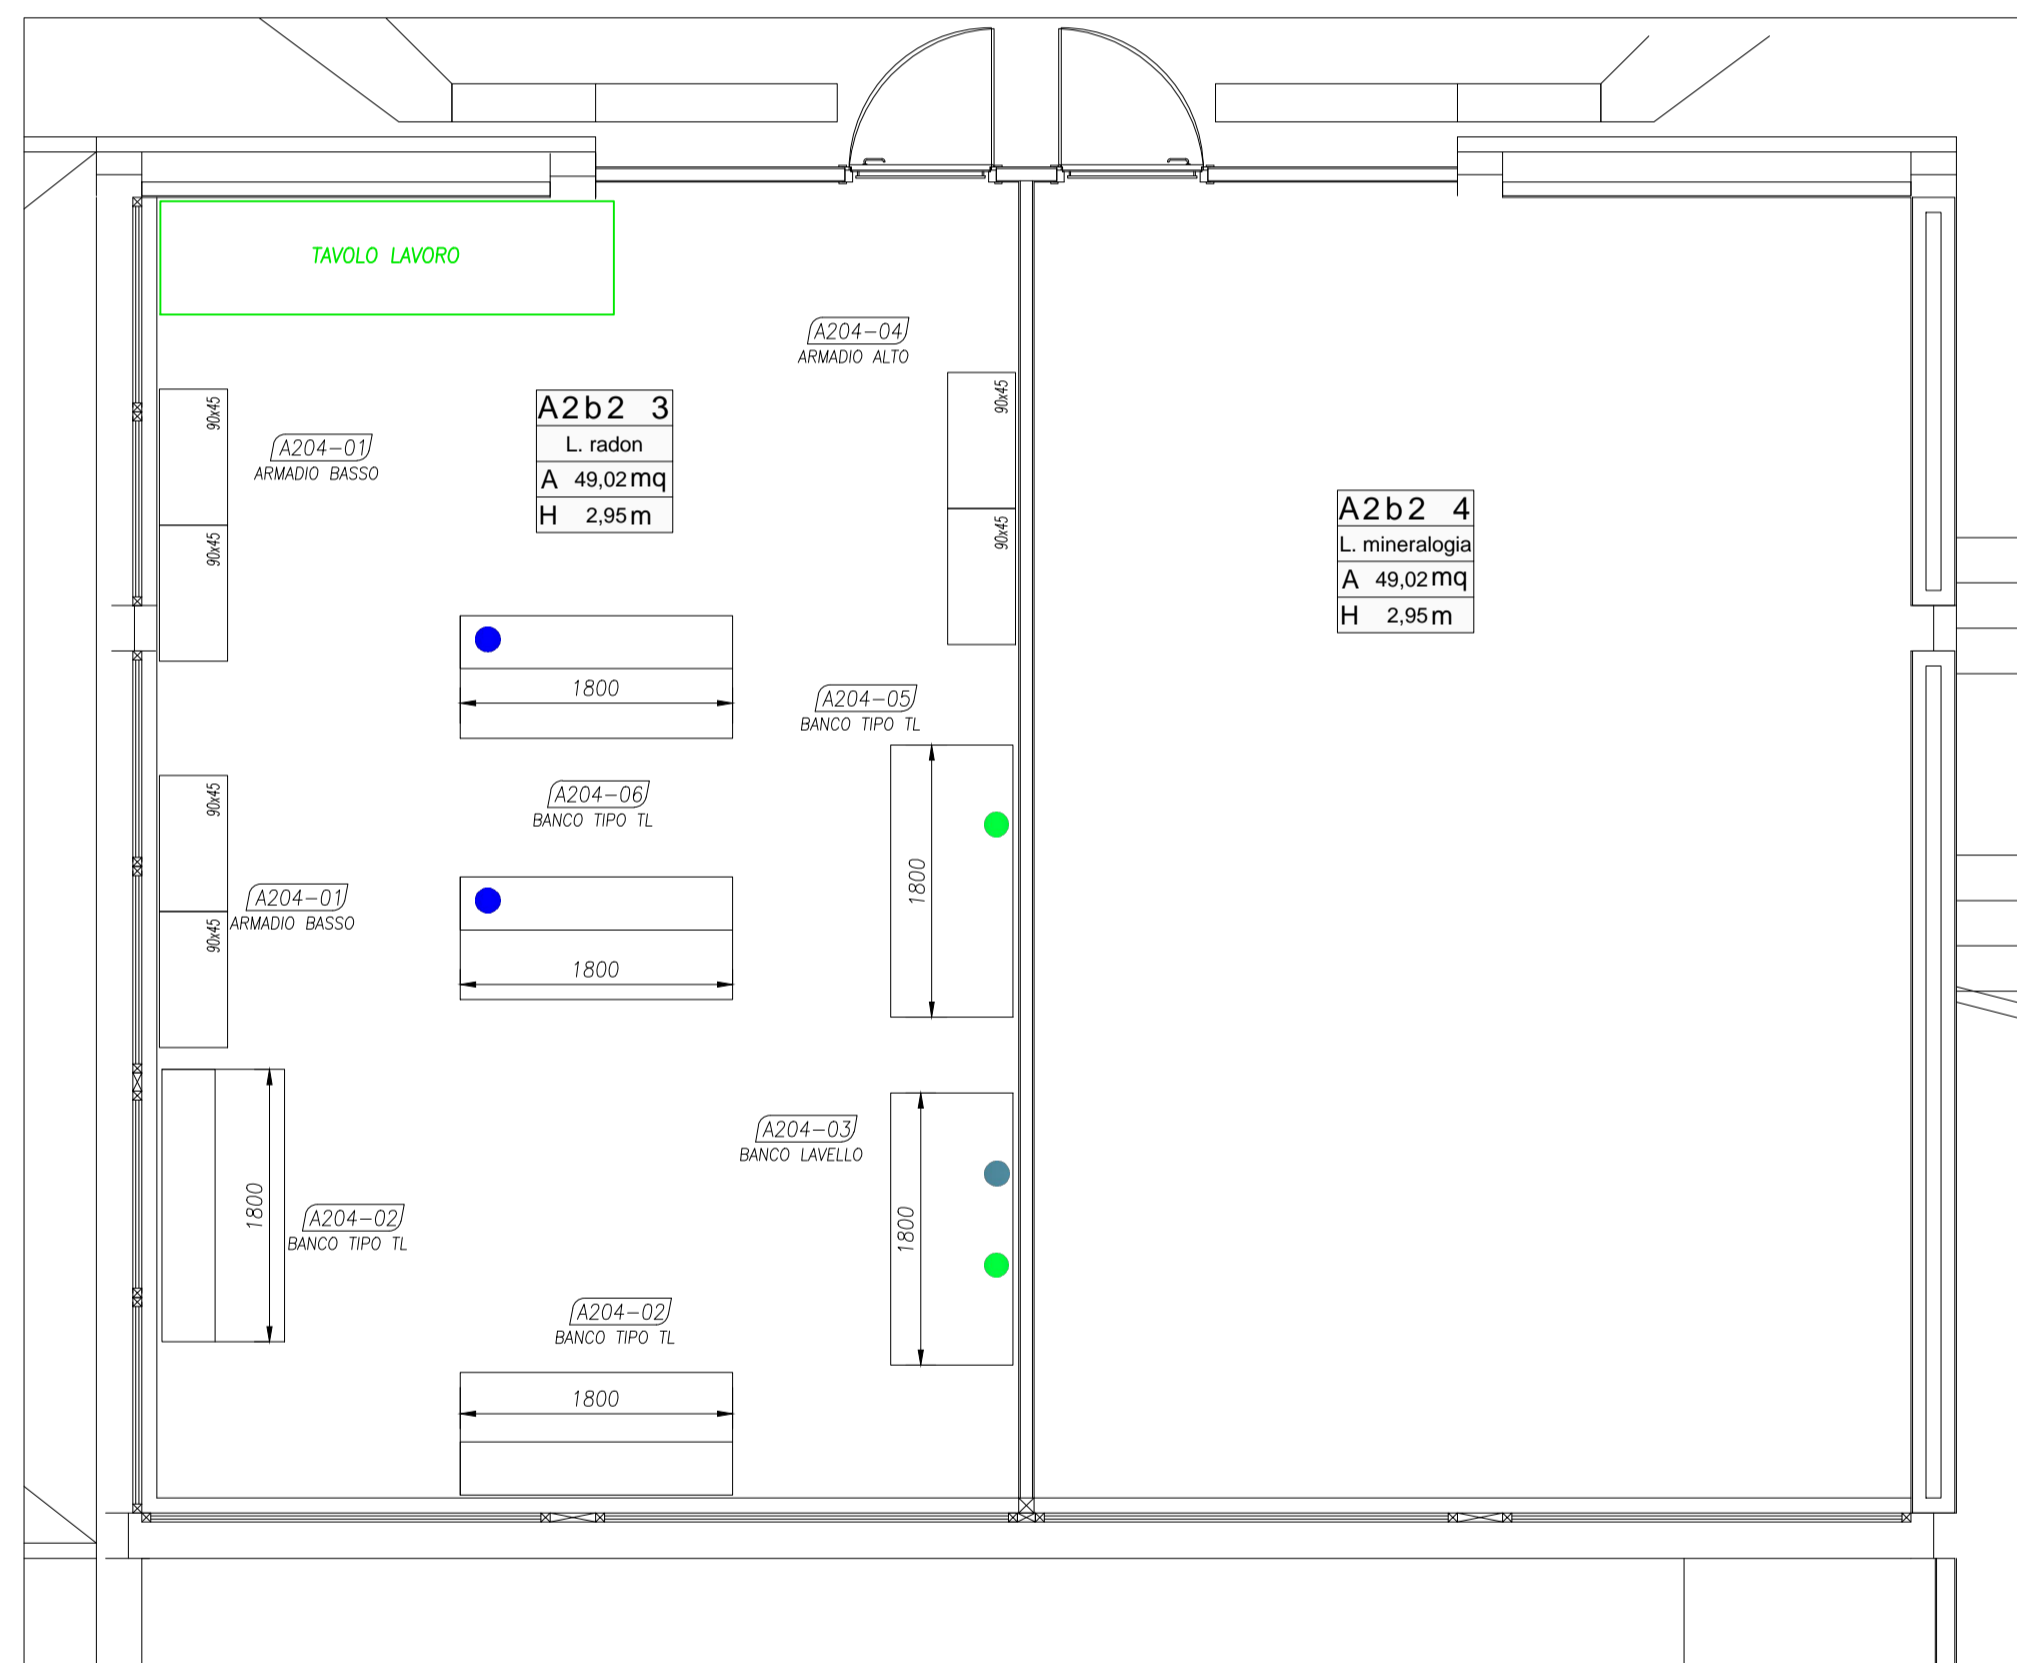 TAVOLO LAVORO
A204-04
ARMADIO ALTO
90x45
90x45
A204-01
ARMADIO BASSO
90x45
90x45
A2b2 3
L. radon
A 49,02 mq
H 2,95 m
A2b2 4
L. mineralogia
A 49,02 mq
H 2,95 m
1800
A204-05
BANCO TIPO TL
1800
A204-06
BANCO TIPO TL
90x45
90x45
A204-01
ARMADIO BASSO
1800
A204-03
BANCO LAVELLO
1800
1800
A204-02
BANCO TIPO TL
A204-02
BANCO TIPO TL
1800